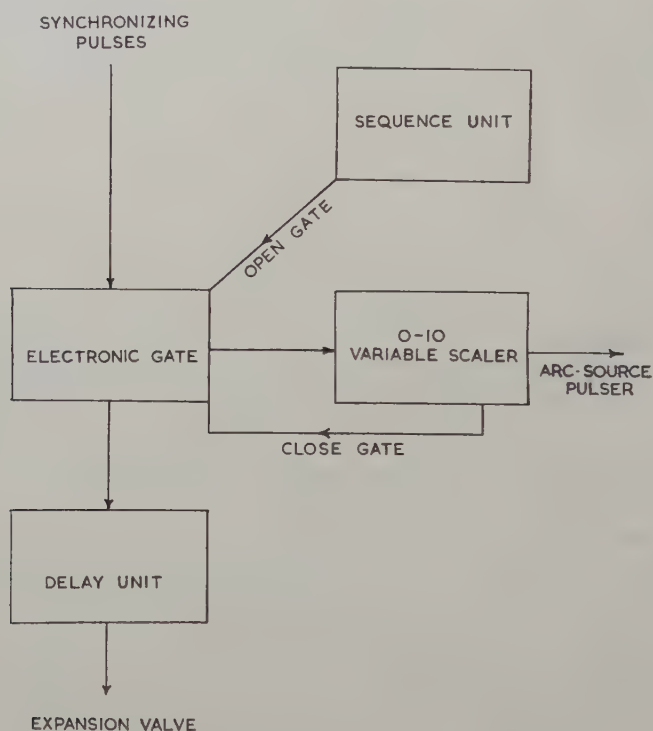 SYNCHRONIZING
PULSES
SEQUENCE UNIT
OPEN GATE
ELECTRONIC GATE
0-10
VARIABLE SCALER
ARC-SOURCE
PULSER
CLOSE GATE
DELAY UNIT
EXPANSION VALVE